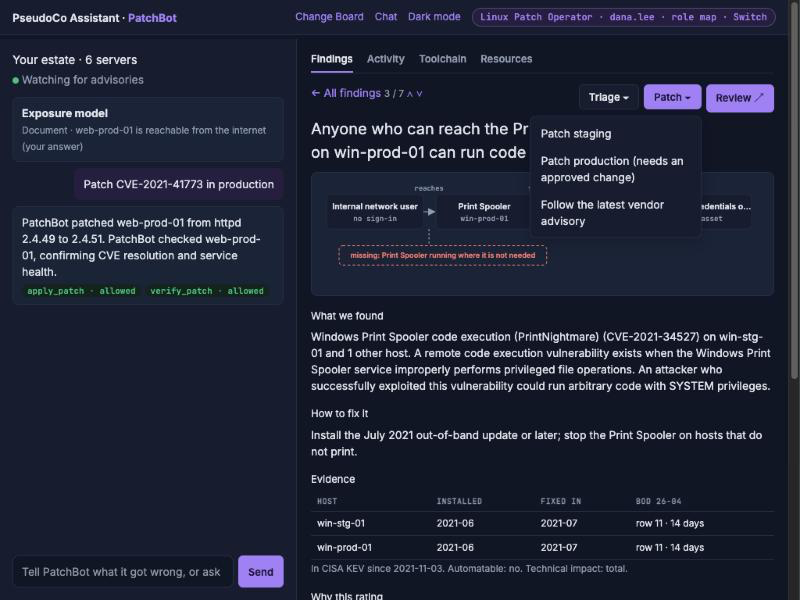 PseudoCo Assistant · PatchBot
Change Board Chat Dark mode Linux Patch Operator · dana.lee · role map · Switch
Your estate · 6 servers
Watching for advisories
Exposure model
Document · web-prod-01 is reachable from the internet
(your answer)
Patch CVE-2021-41773 in production
PatchBot patched web-prod-01 from httpd
2.4.49 to 2.4.51. PatchBot checked web-prod-
01, confirming CVE resolution and service
health.
apply_patch · allowed verify_patch · allowed
Tell PatchBot what it got wrong, or ask
Send
Findings Activity Toolchain Resources
← All findings 3 / 7
Triage Patch Review
Patch staging
Patch production (needs an
approved change)
Follow the latest vendor
advisory
Anyone who can reach the Pr
on win-prod-01 can run code
reaches
Internal network user
no sign-in
Print Spooler
win-prod-01
edentials o...
asset
missing: Print Spooler running where it is not needed
What we found
Windows Print Spooler code execution (PrintNightmare) (CVE-2021-34527) on win-stg-
01 and 1 other host. A remote code execution vulnerability exists when the Windows Print
Spooler service improperly performs privileged file operations. An attacker who
successfully exploited this vulnerability could run arbitrary code with SYSTEM privileges.
How to fix it
Install the July 2021 out-of-band update or later; stop the Print Spooler on hosts that do
not print.
Evidence
HOST INSTALLED FIXED IN BOD 26-04
win-stg-01 2021-06 2021-07 row 11 · 14 days
win-prod-01 2021-06 2021-07 row 11 · 14 days
In CISA KEV since 2021-11-03. Automatable: no. Technical impact: total.
Why this rating